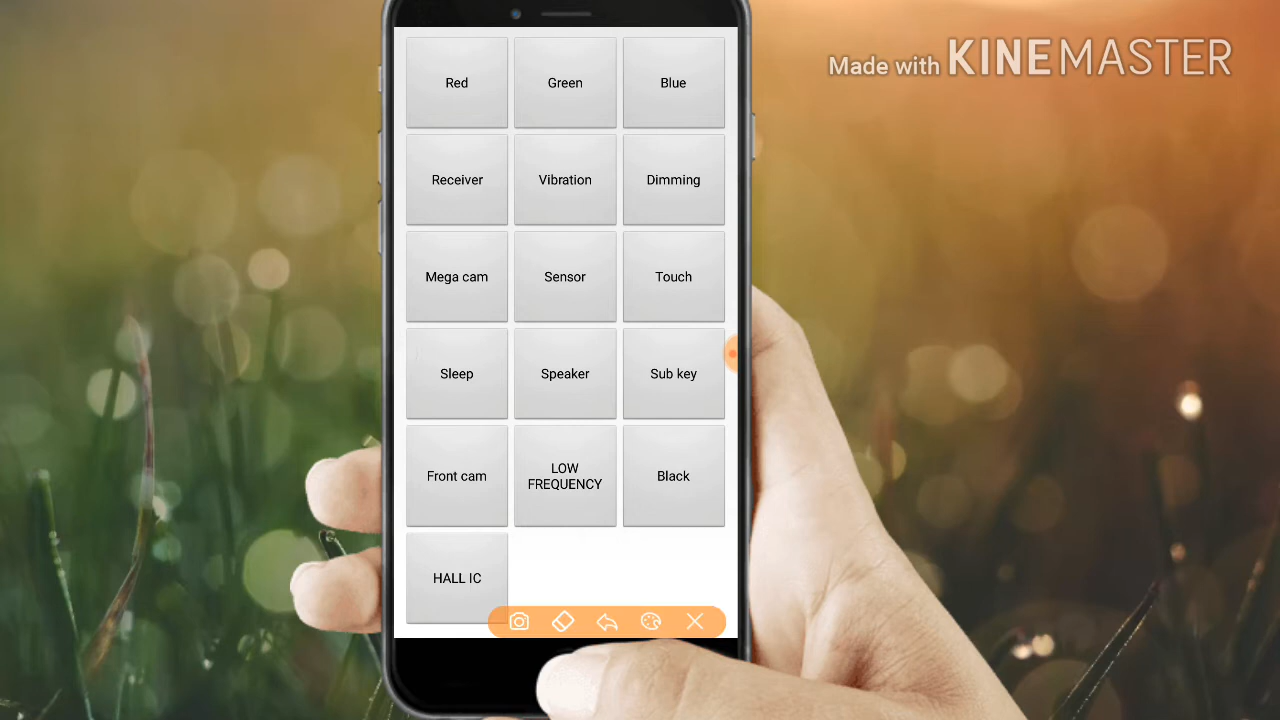 Made with KINEMASTER
Red
Green
Blue
Receiver
Vibration
Dimming
Mega cam
Sensor
Touch
Sleep
Speaker
Sub key
Front cam
LOW
FREQUENCY
Black
HALL IC